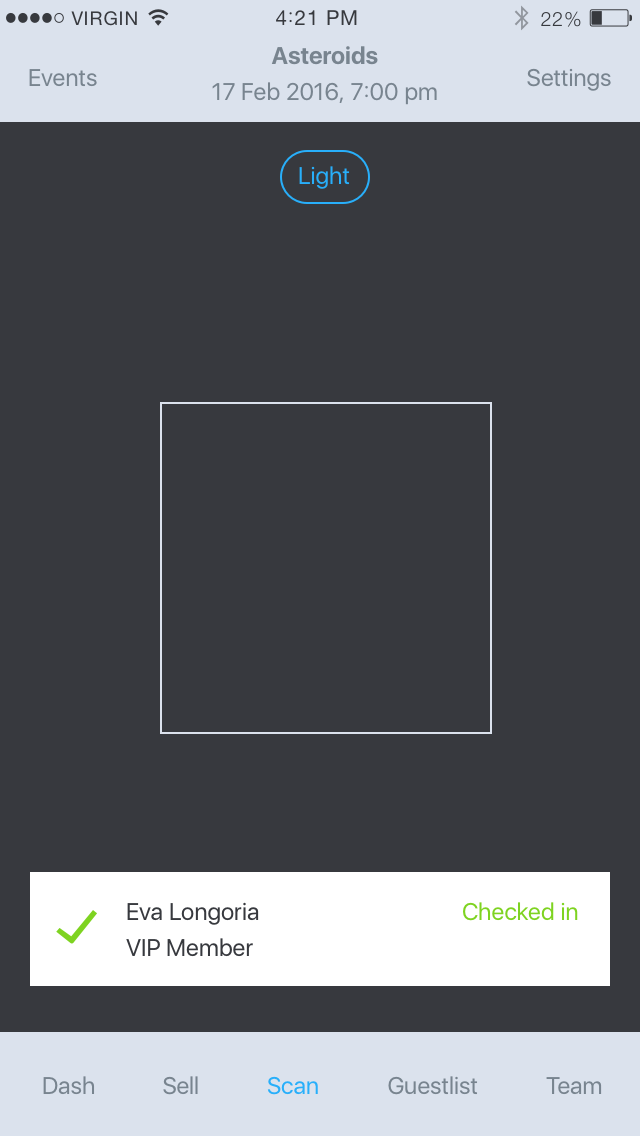 VIRGIN 4:21 PM 22%
Asteroids
Events 17 Feb 2016, 7:00 pm Settings
Light
Eva Longoria Checked in
VIP Member
Dash Sell Scan Guestlist Team